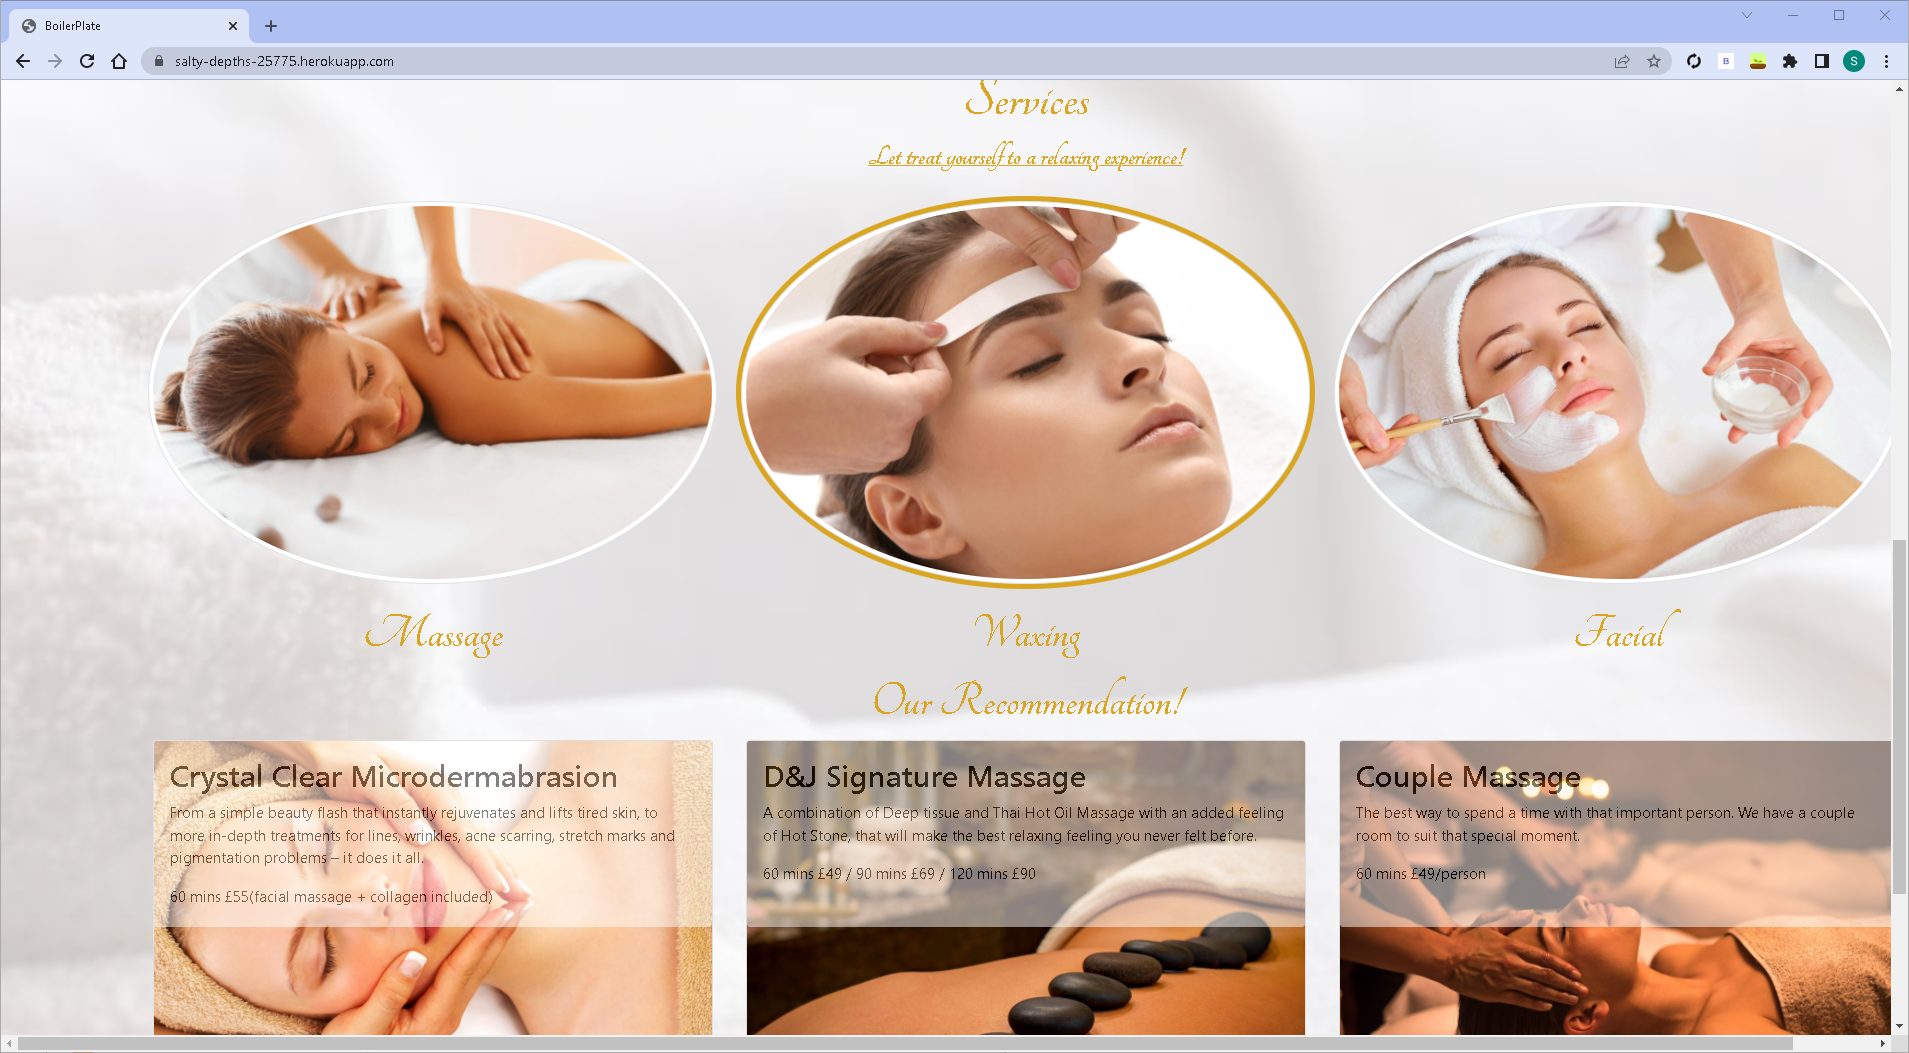 BoilerPlate
salty-depths-25775.herokuapp.com
B
S
Services
Let treat yourself to a relaxing experience!
Massage
Waxing
Facial
Our Recommendation!
Crystal Clear Microdermabrasion
From a simple beauty flash that instantly rejuvenates and lifts tired skin, to
more in-depth treatments for lines, wrinkles, acne scarring, stretch marks and
pigmentation problems – it does it all.
60 mins £55(facial massage + collagen included)
D&J Signature Massage
A combination of Deep tissue and Thai Hot Oil Massage with an added feeling
of Hot Stone, that will make the best relaxing feeling you never felt before.
60 mins £49 / 90 mins £69 / 120 mins £90
Couple Massage
The best way to spend a time with that important person. We have a couple
room to suit that special moment.
60 mins £49/person